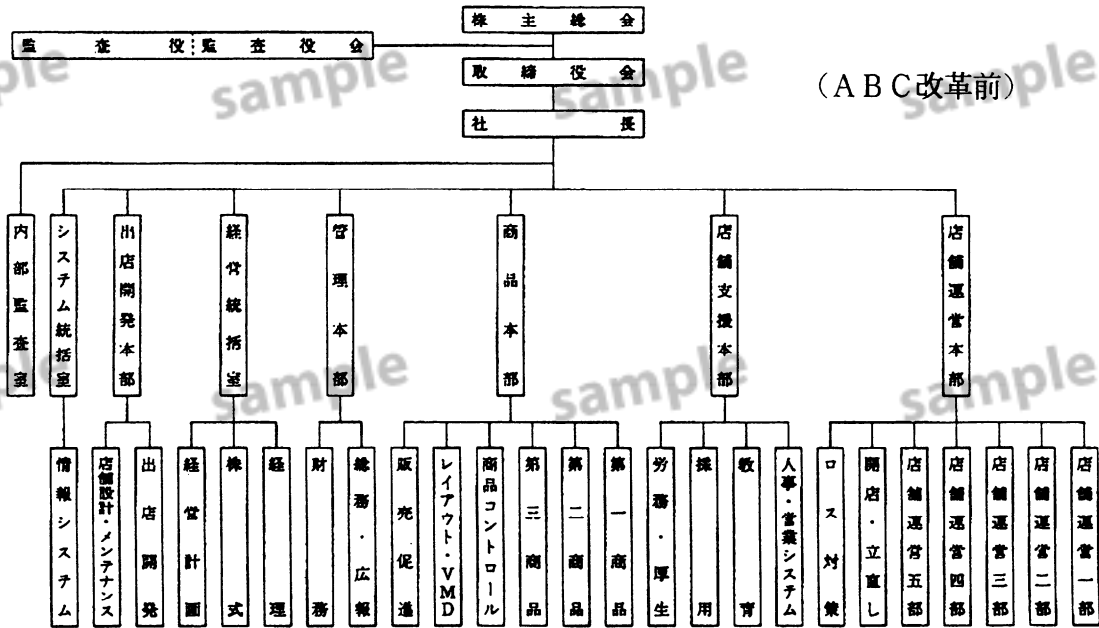 株主総会
監査役 監査役会
取締役会
(ABC改革前)
社長
内部監査室
システム統括室
出店開発本部
経営統括室
管理本部
商品本部
店舗支援本部
店舗運営本部
情報システム
店舗設計・メンテナンス
出店開発
経営計画
株式
経理
財務
総務・広報
販売促進
レイアウト・VMD
商品コントロール
第三商品
第二商品
第一商品
労務・厚生
採用
教育
人事・営業システム
ロス対策
開店・立直し
店舗運営五部
店舗運営四部
店舗運営三部
店舗運営二部
店舗運営一部
sample
sample
sample
sample
sample
sample
sample
sample